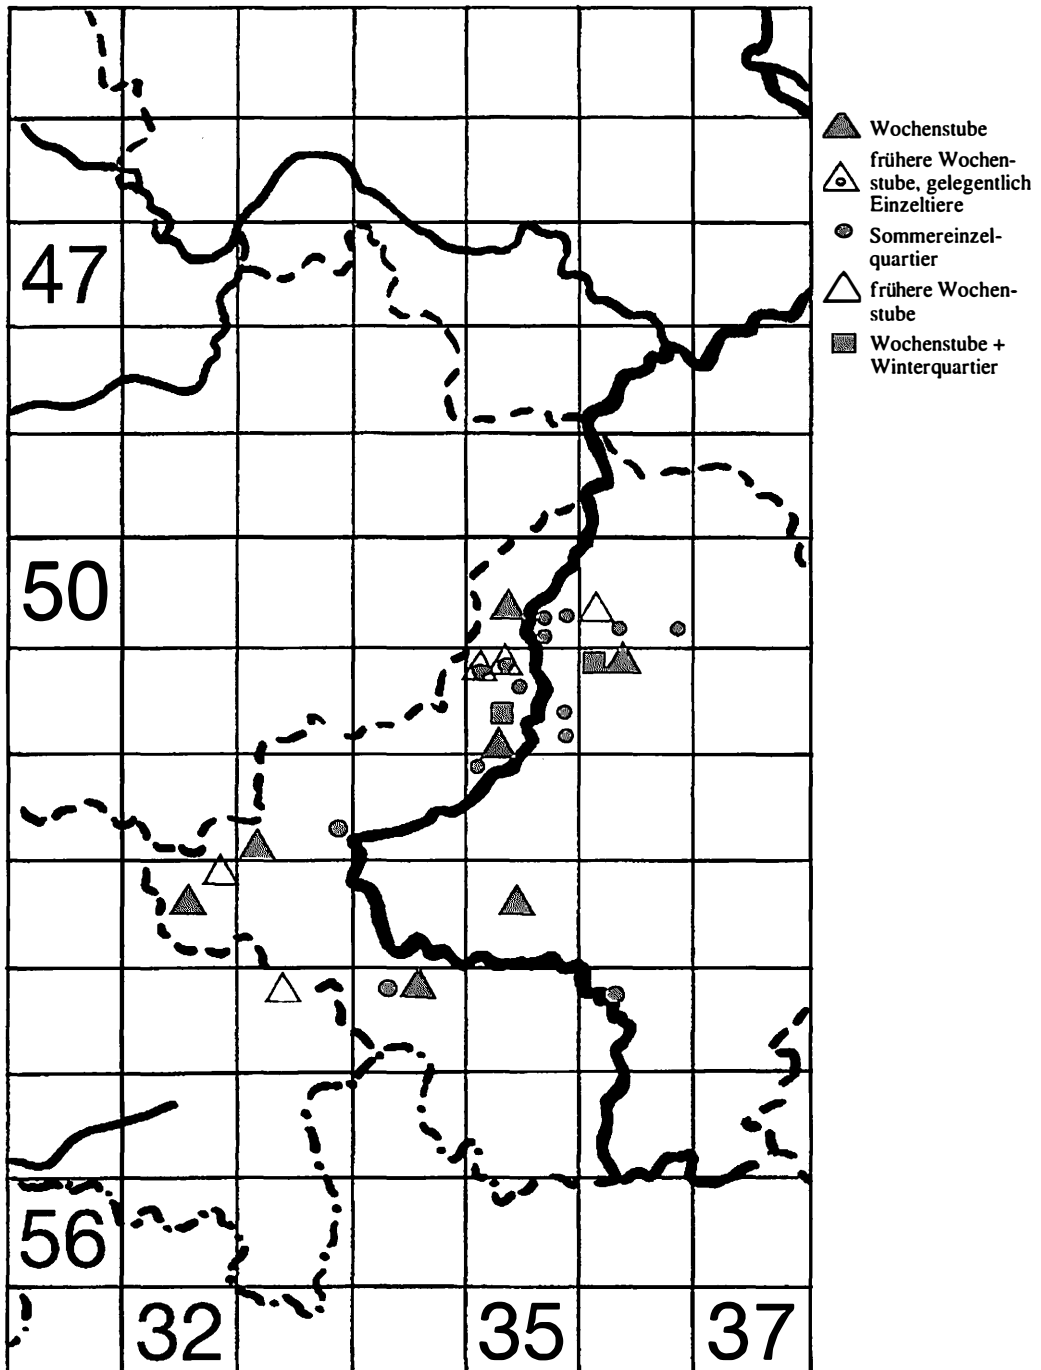 Wochenstube
frühere Wochen-
stube, gelegentlich
Einzeltiere
Sommereinzel-
quartier
frühere Wochen-
stube
Wochenstube +
Winterquartier
47
50
56
32
35
37